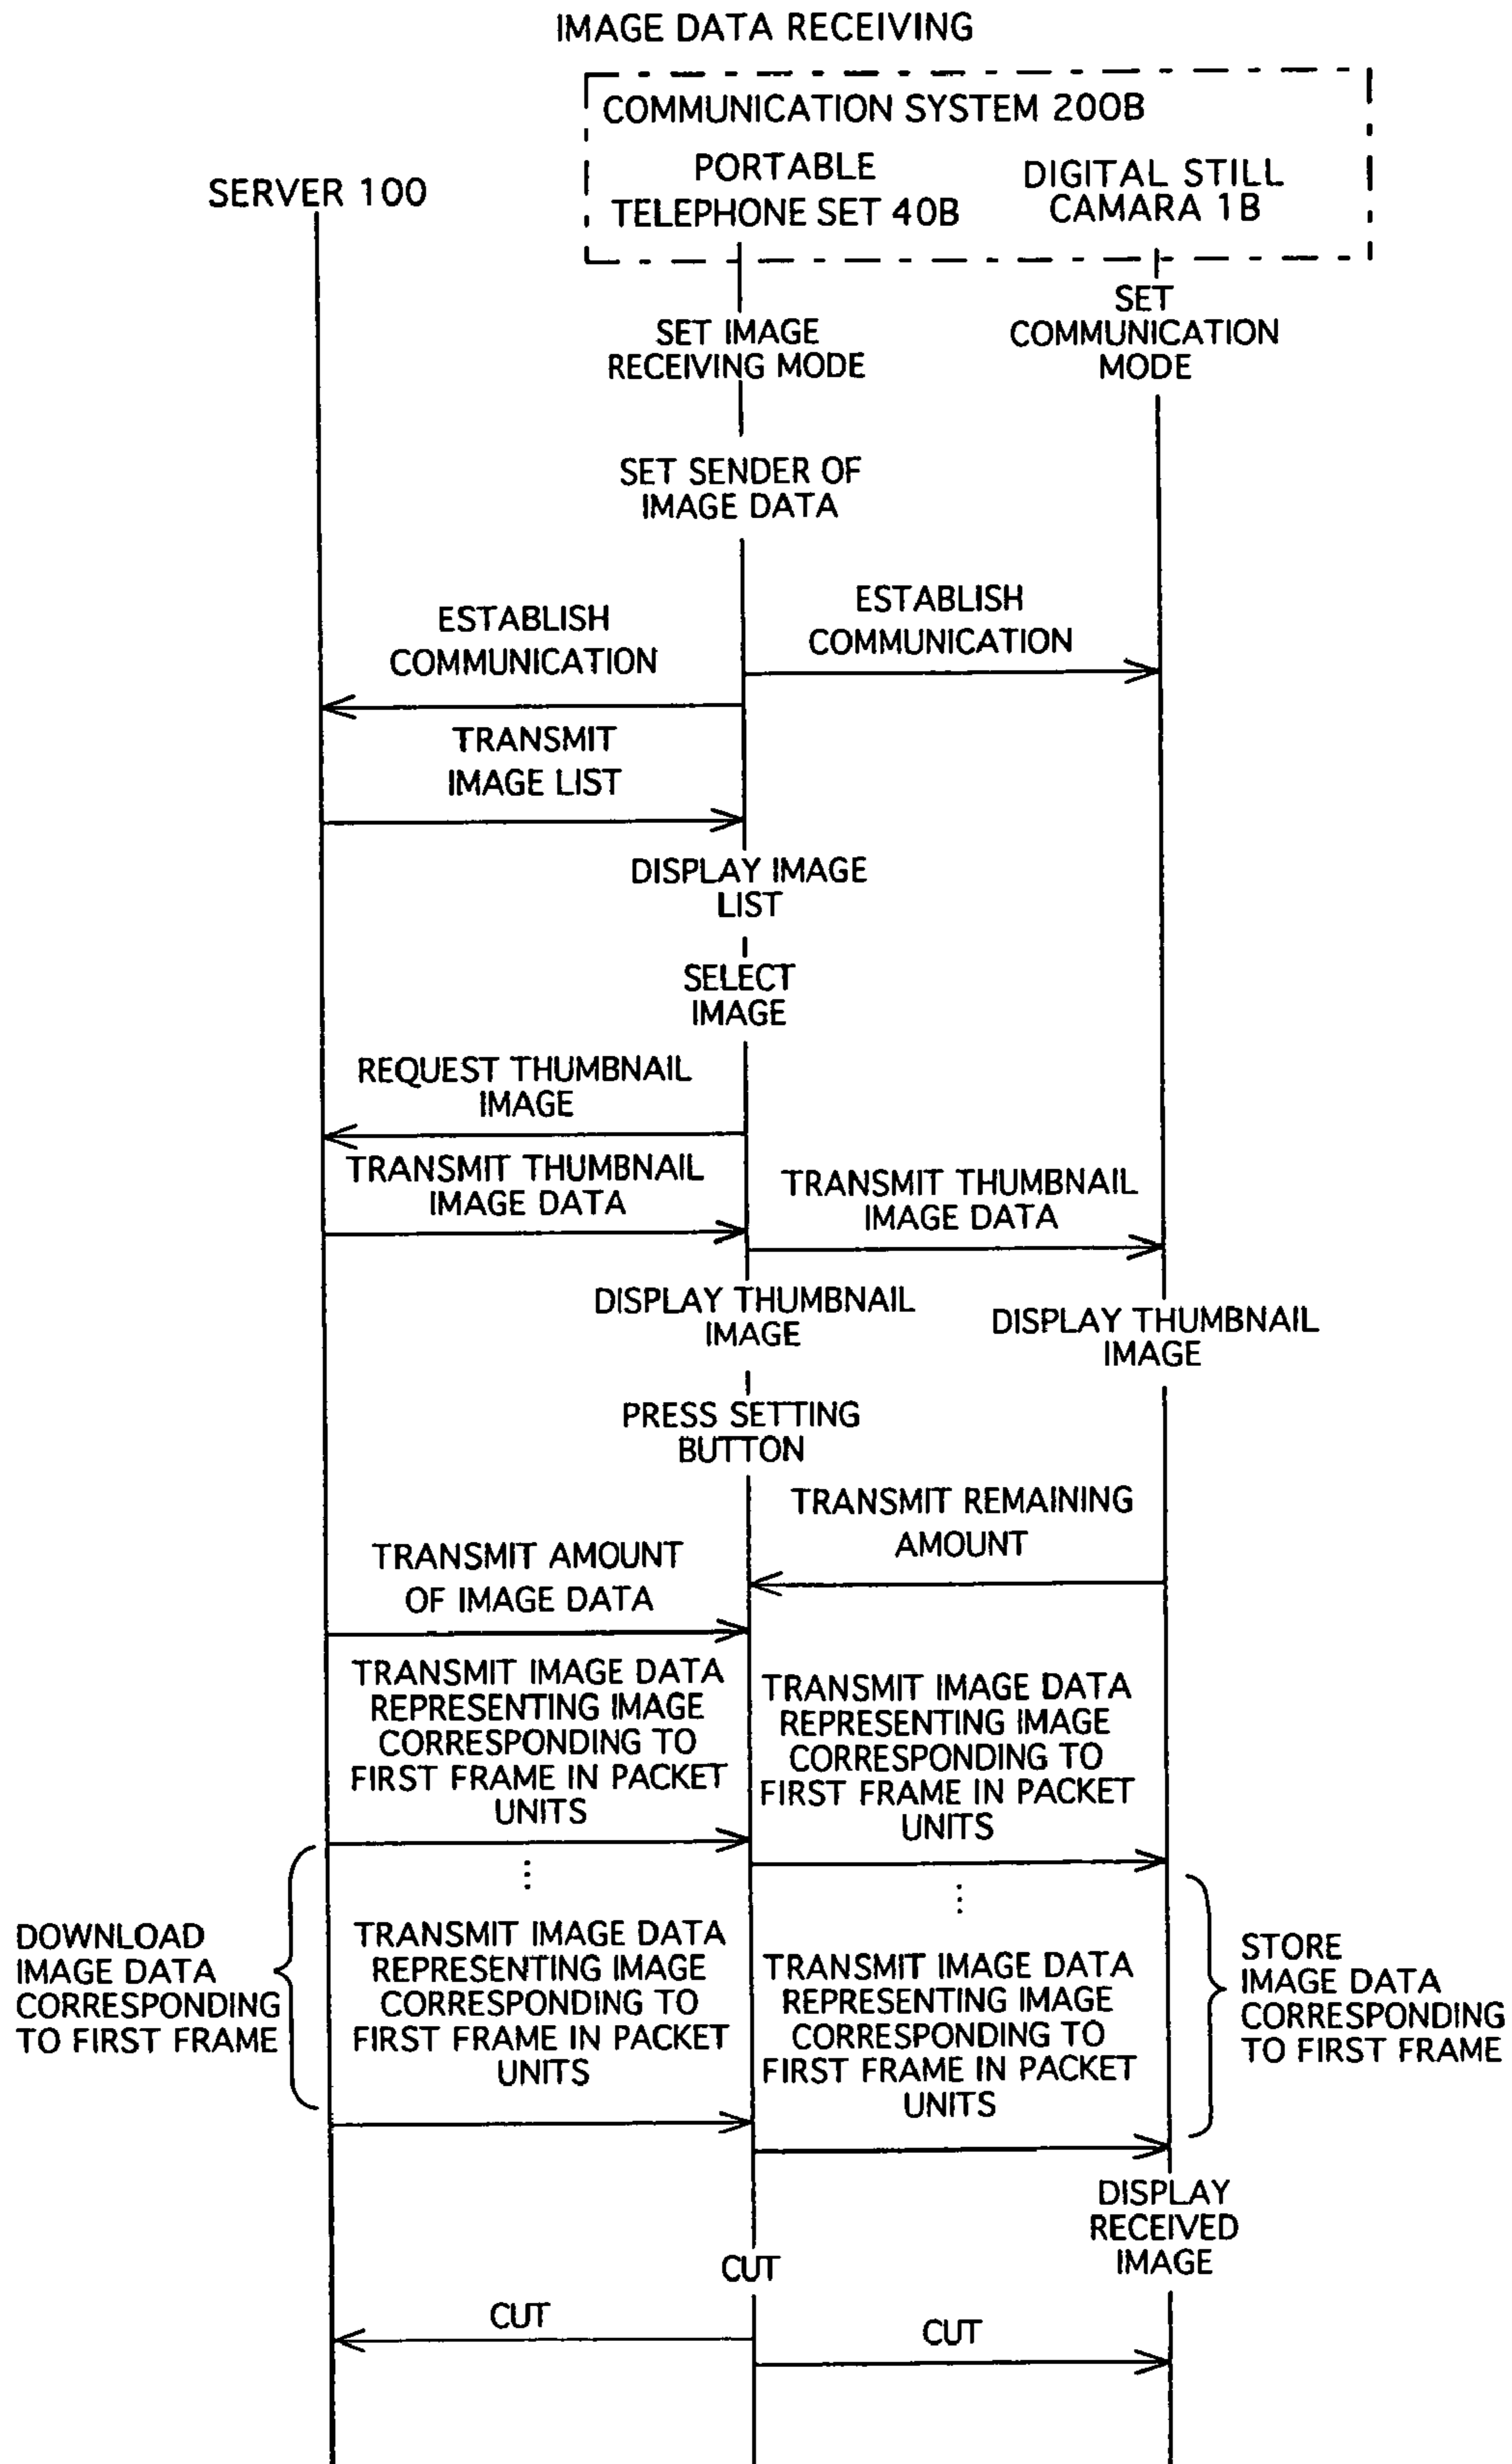 IMAGE DATA RECEIVING
COMMUNICATION SYSTEM 200B
SERVER 100
PORTABLE
TELEPHONE SET 40B
DIGITAL STILL
CAMARA 1B
SET IMAGE
RECEIVING MODE
SET
COMMUNICATION
MODE
SET SENDER OF
IMAGE DATA
ESTABLISH
COMMUNICATION
ESTABLISH
COMMUNICATION
TRANSMIT
IMAGE LIST
DISPLAY IMAGE
LIST
SELECT
IMAGE
REQUEST THUMBNAIL
IMAGE
TRANSMIT THUMBNAIL
IMAGE DATA
TRANSMIT THUMBNAIL
IMAGE DATA
DISPLAY THUMBNAIL
IMAGE
DISPLAY THUMBNAIL
IMAGE
PRESS SETTING
BUTTON
TRANSMIT REMAINING
AMOUNT
TRANSMIT AMOUNT
OF IMAGE DATA
TRANSMIT IMAGE DATA
REPRESENTING IMAGE
CORRESPONDING TO
FIRST FRAME IN PACKET
UNITS
TRANSMIT IMAGE DATA
REPRESENTING IMAGE
CORRESPONDING TO
FIRST FRAME IN PACKET
UNITS
DOWNLOAD
IMAGE DATA
CORRESPONDING
TO FIRST FRAME
TRANSMIT IMAGE DATA
REPRESENTING IMAGE
CORRESPONDING TO
FIRST FRAME IN PACKET
UNITS
TRANSMIT IMAGE DATA
REPRESENTING IMAGE
CORRESPONDING TO
FIRST FRAME IN PACKET
UNITS
STORE
IMAGE DATA
CORRESPONDING
TO FIRST FRAME
DISPLAY
RECEIVED
IMAGE
CUT
CUT
CUT